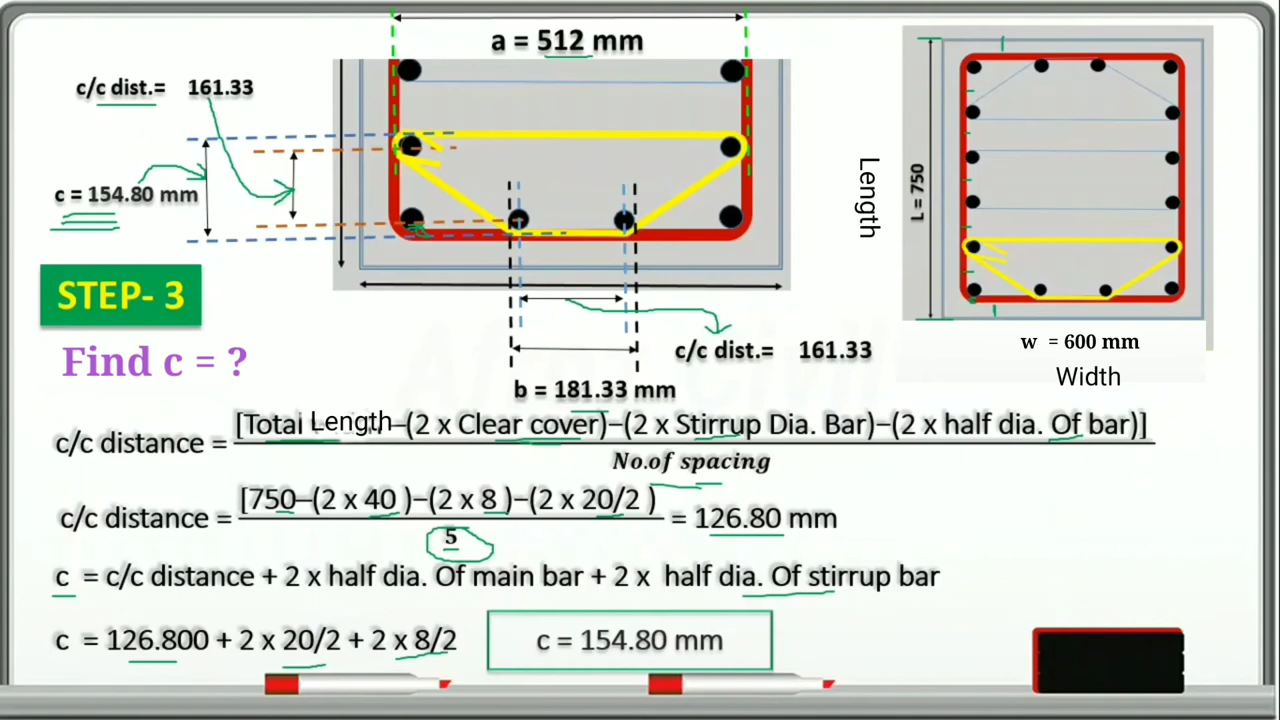 a = 512 mm
c/c dist.= 161.33
c = 154.80 mm
STEP- 3
Find c = ?
c/c dist.= 161.33
b = 181.33 mm
Length
L = 750
w = 600 mm
Width
c/c distance = [Total Length–(2 x Clear cover)–(2 x Stirrup Dia. Bar)–(2 x half dia. Of bar)]
No.of spacing
c/c distance = [750–(2 x 40 )–(2 x 8 )–(2 x 20/2 ) = 126.80 mm
5
c = c/c distance + 2 x half dia. Of main bar + 2 x half dia. Of stirrup bar
c = 126.800 + 2 x 20/2 + 2 x 8/2
c = 154.80 mm